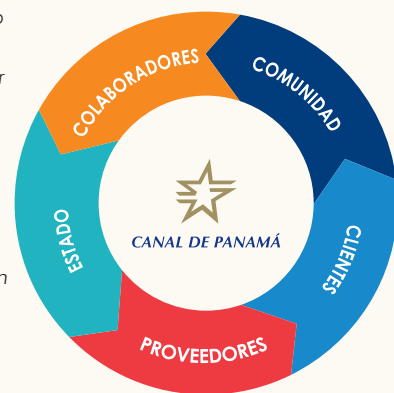 COLABORADORES
COMUNIDAD
CLIENTES
PROVEEDORES
ESTADO
CANAL DE PANAMÁ